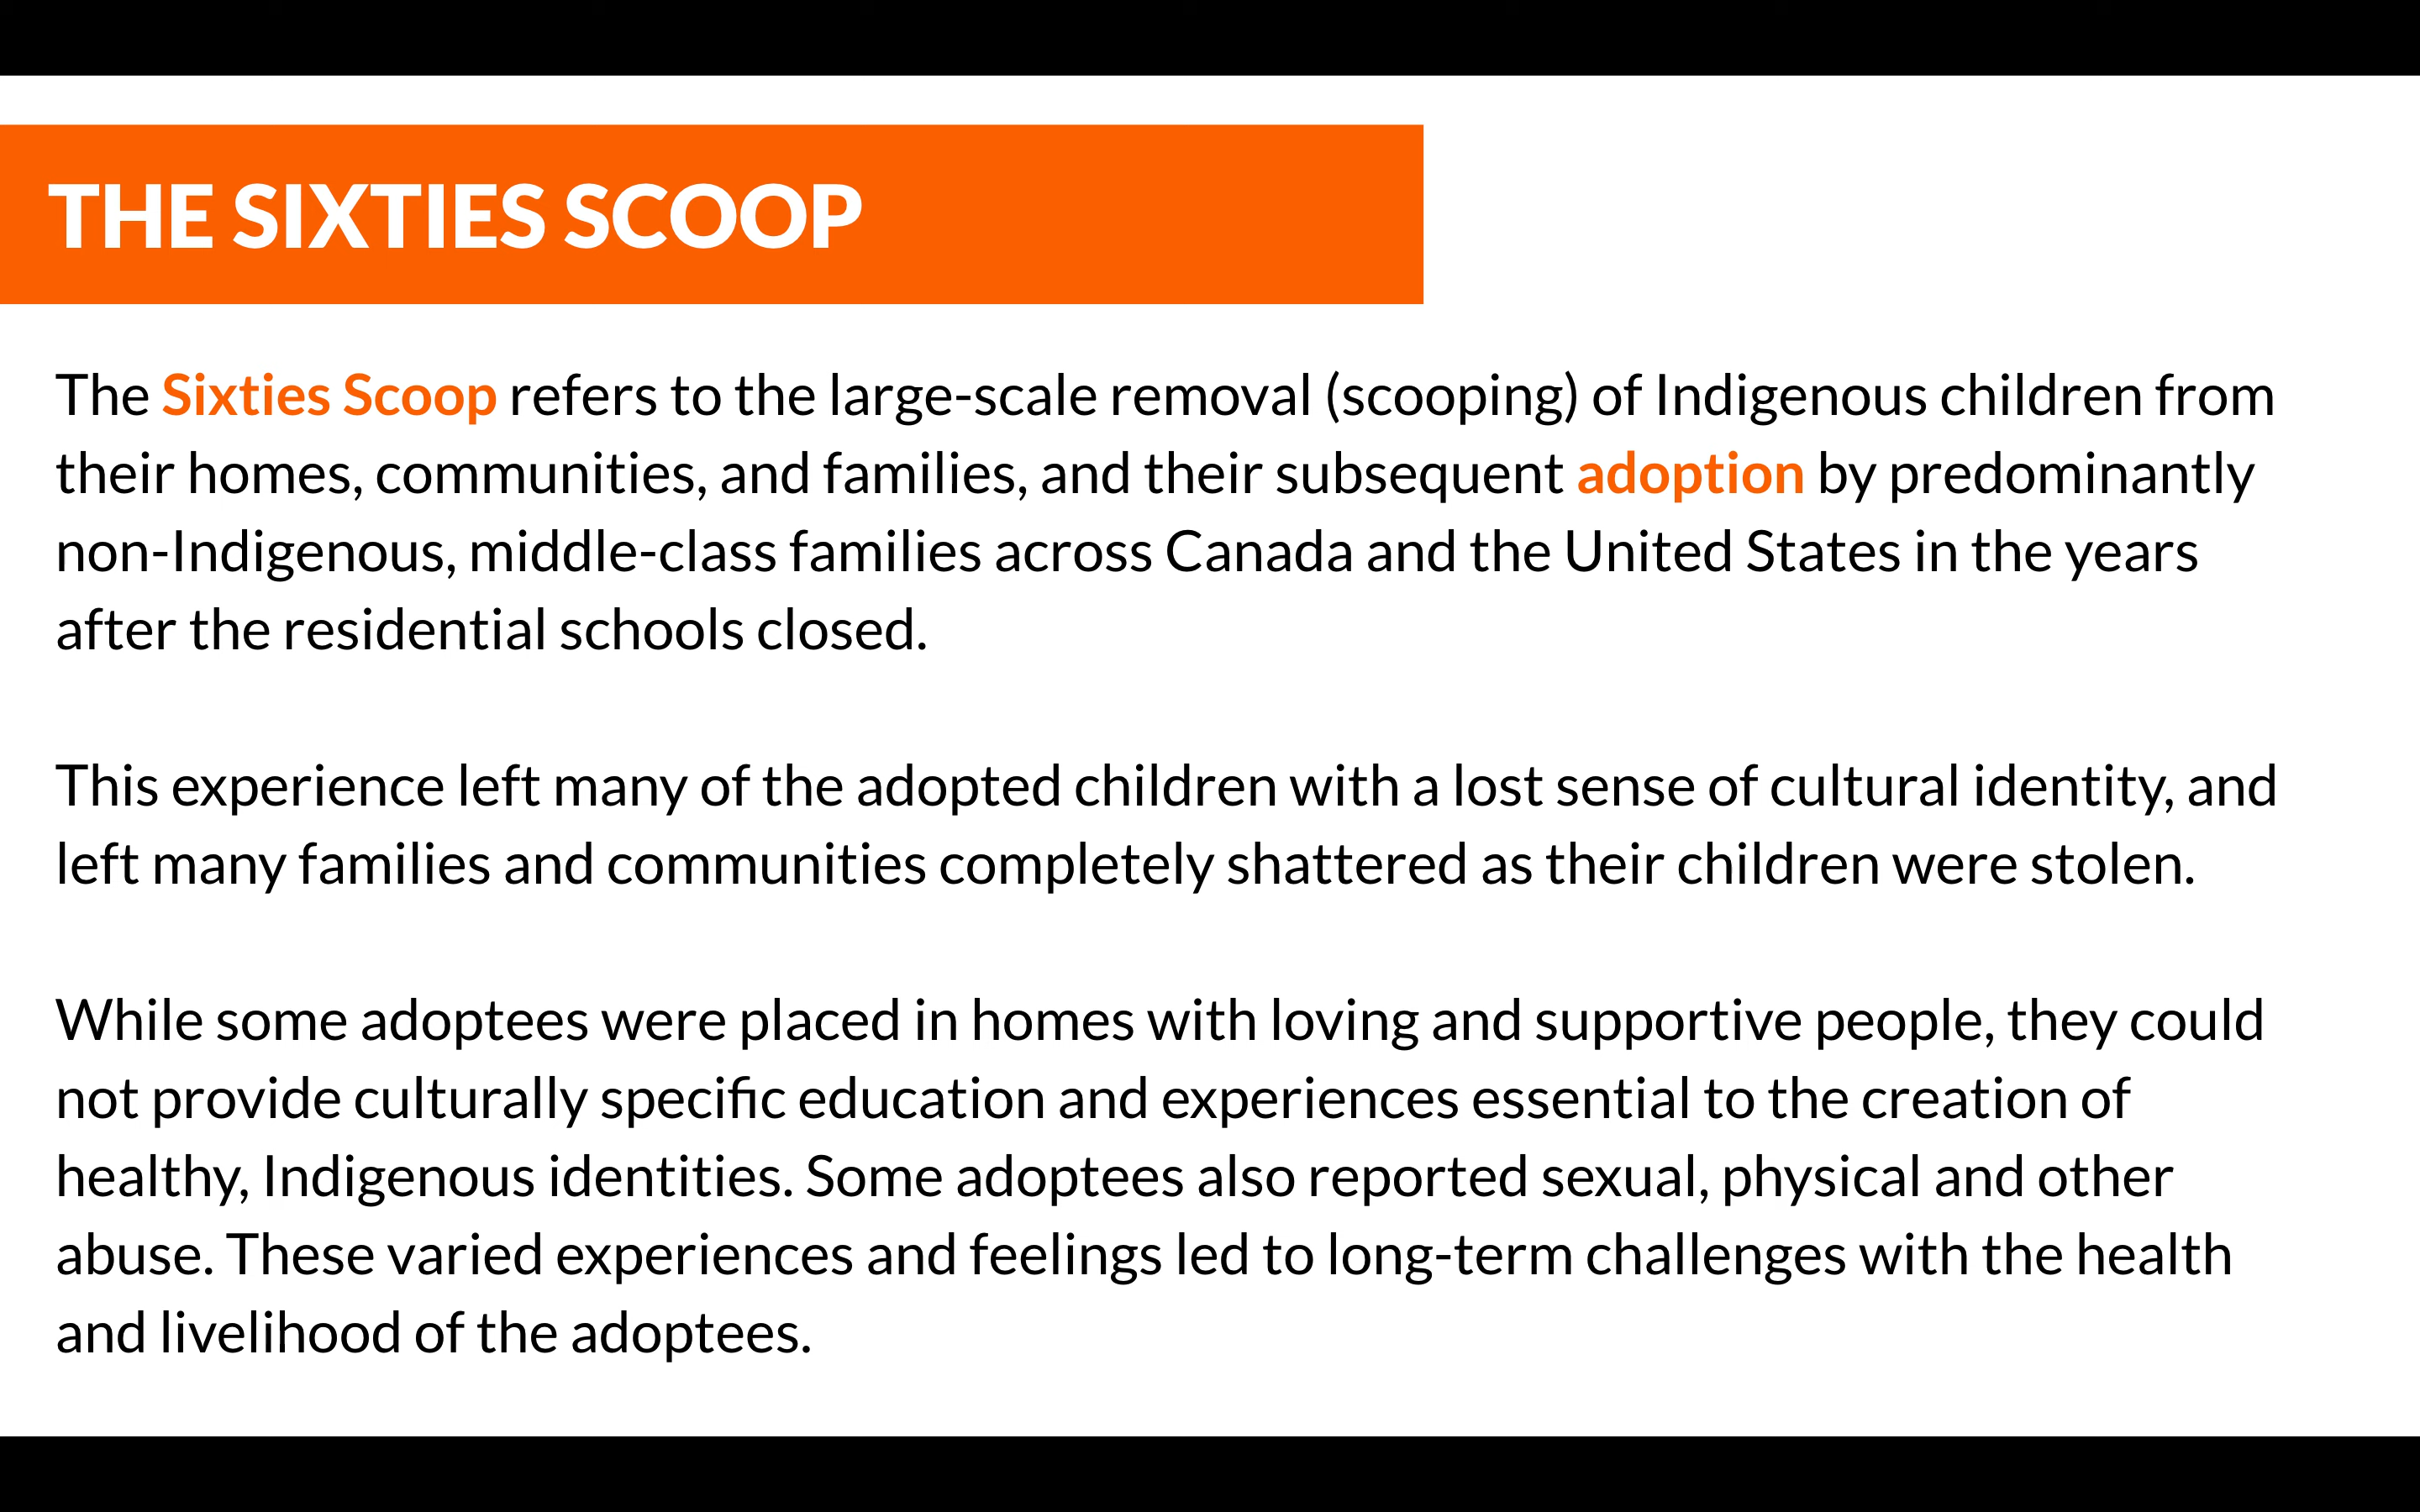 THE SIXTIES SCOOP
The Sixties Scoop refers to the large-scale removal (scooping) of Indigenous children from
their homes, communities, and families, and their subsequent adoption by predominantly
non-Indigenous, middle-class families across Canada and the United States in the years
after the residential schools closed.
This experience left many of the adopted children with a lost sense of cultural identity, and
left many families and communities completely shattered as their children were stolen.
While some adoptees were placed in homes with loving and supportive people, they could
not provide culturally specific education and experiences essential to the creation of
healthy, Indigenous identities. Some adoptees also reported sexual, physical and other
abuse. These varied experiences and feelings led to long-term challenges with the health
and livelihood of the adoptees.